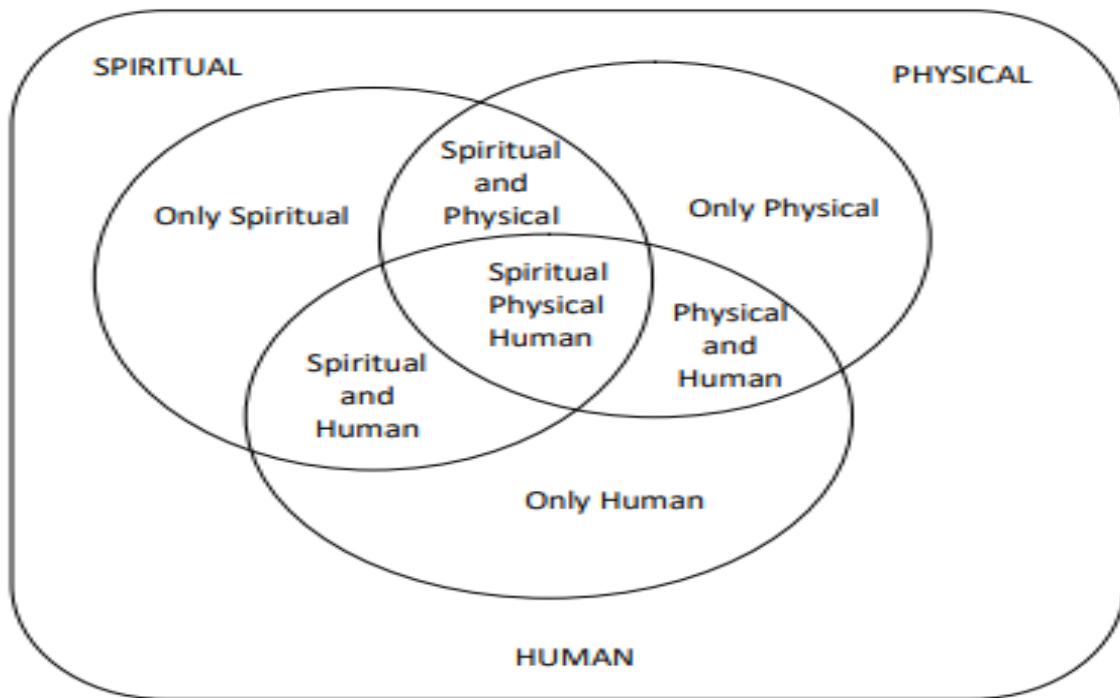 SPIRITUAL
PHYSICAL
Spiritual
and
Physical
Only Spiritual
Only Physical
Spiritual
Physical
Human
Physical
and
Human
Spiritual
and
Human
Only Human
HUMAN